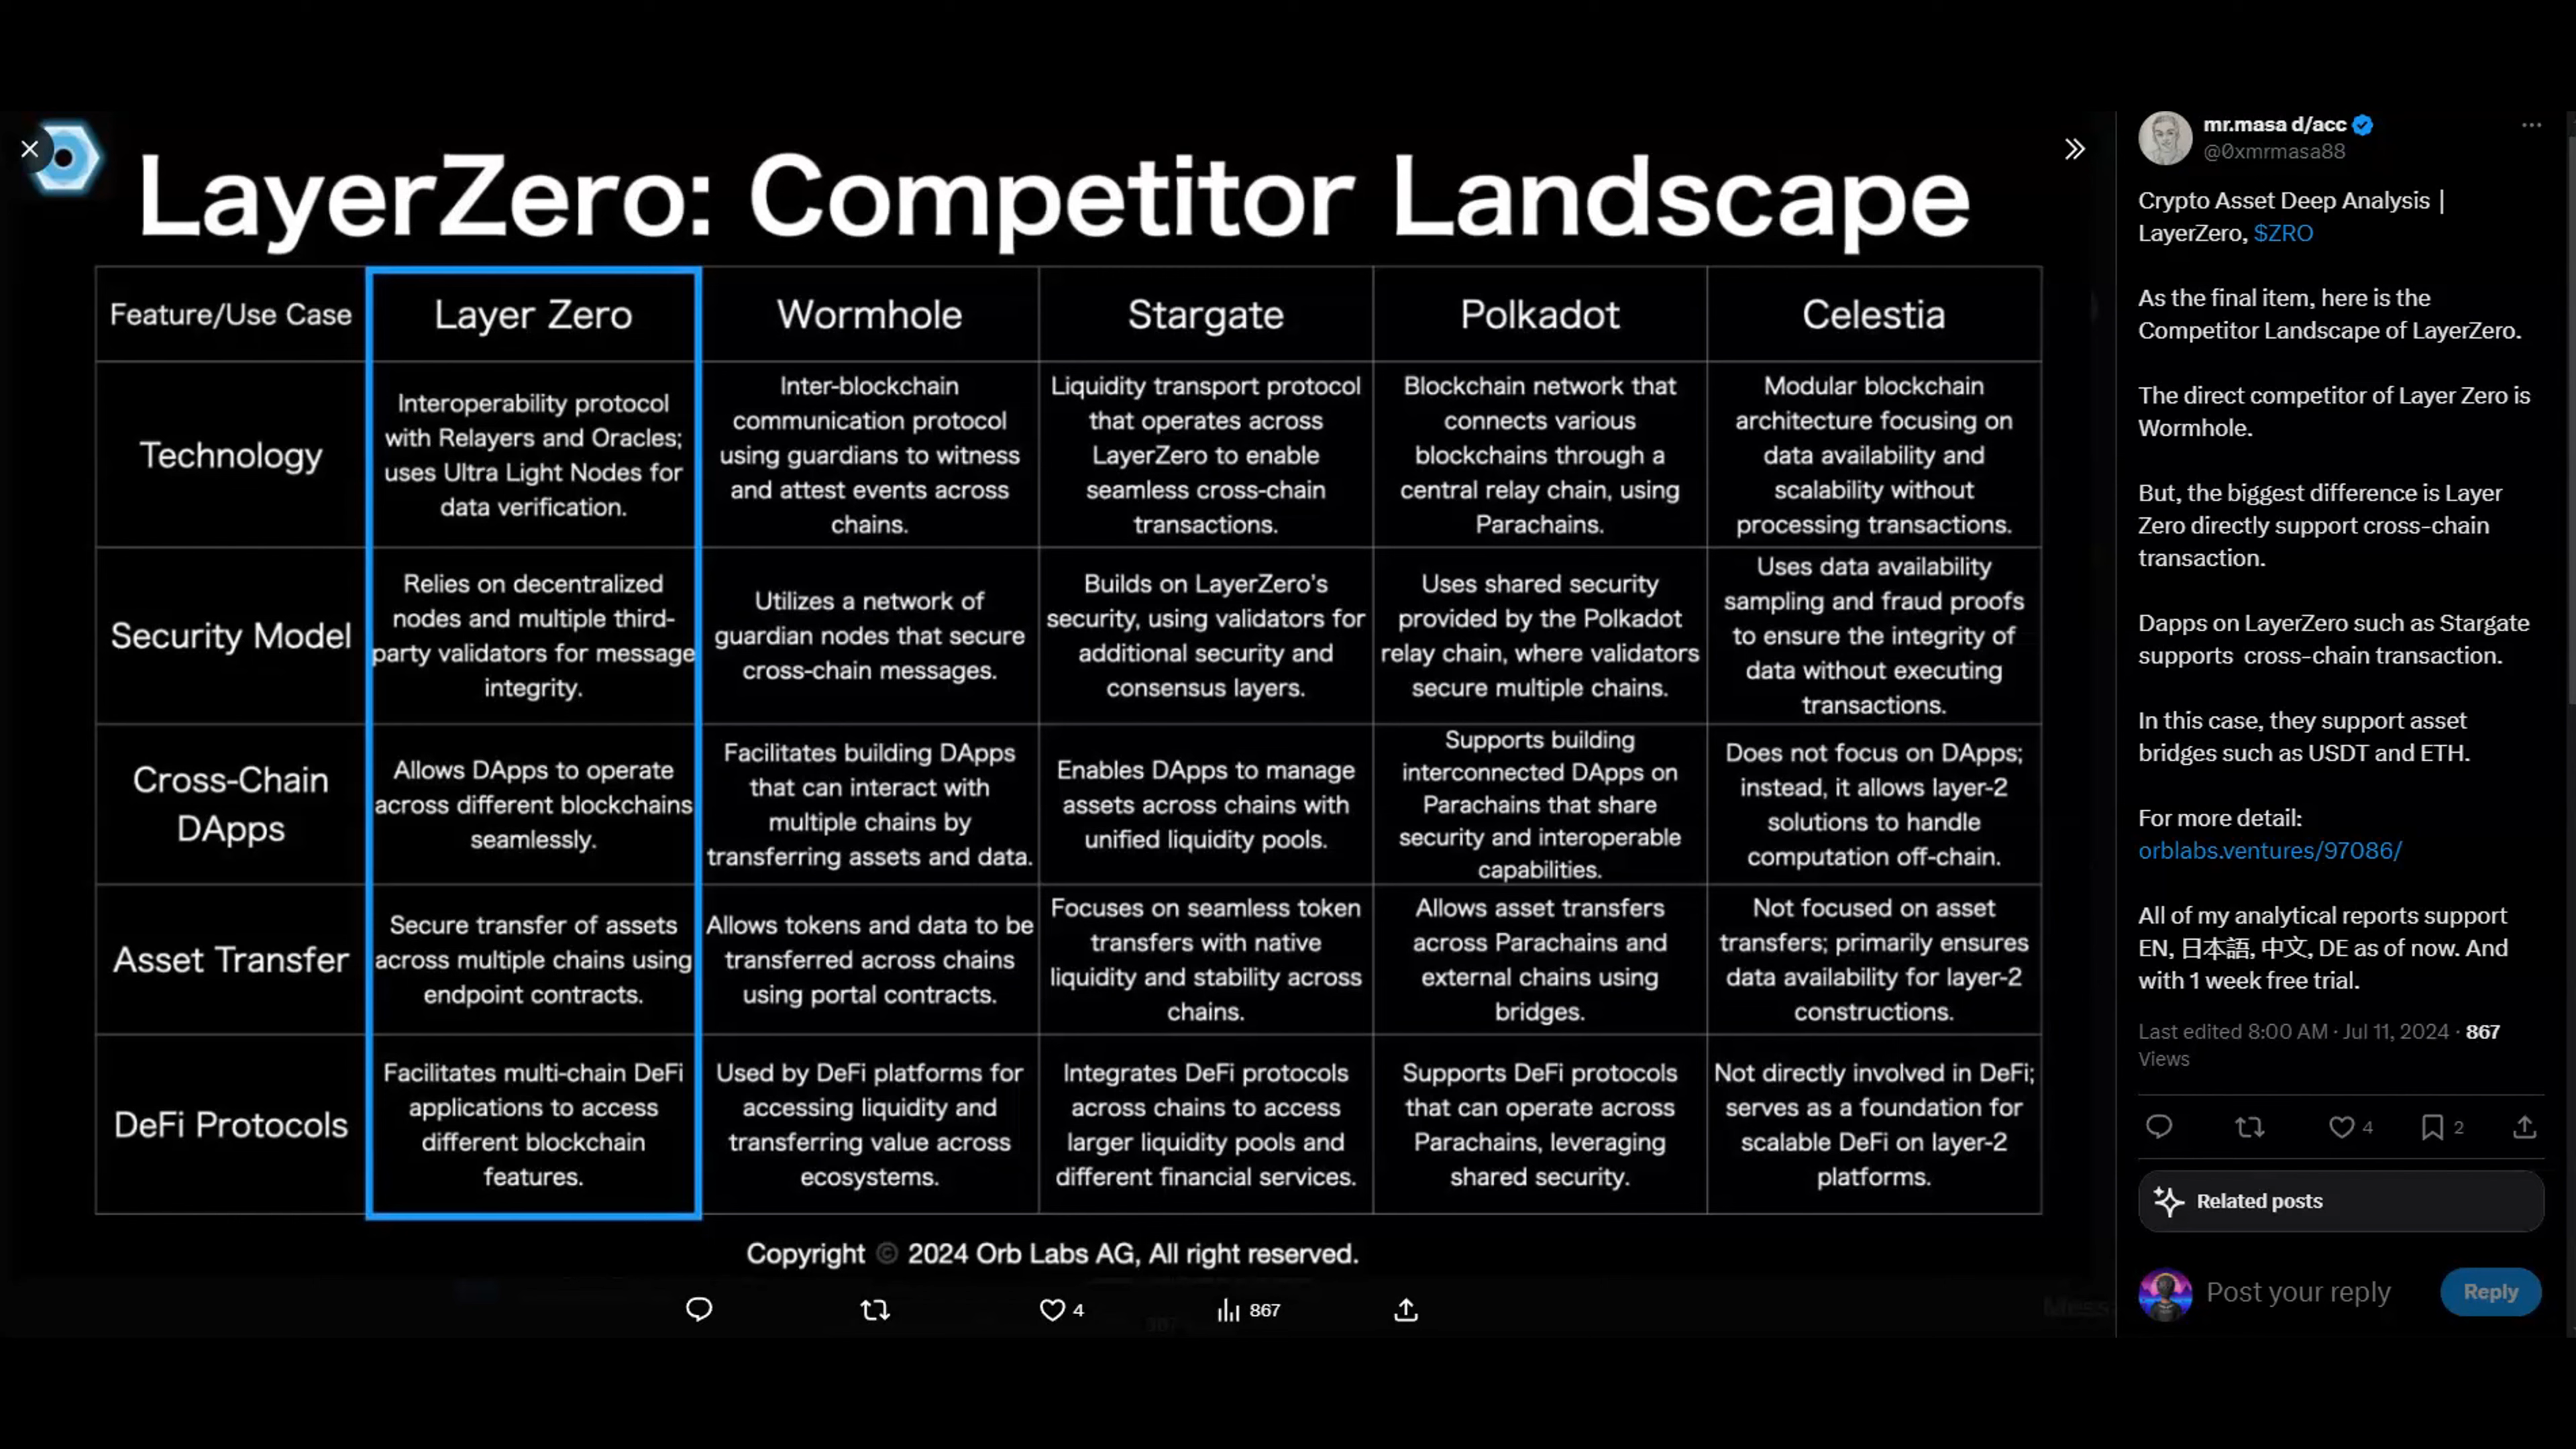 LayerZero: Competitor Landscape
Feature/Use Case
Layer Zero
Wormhole
Stargate
Polkadot
Celestia
Technology
Interoperability protocol
with Relayers and Oracles;
uses Ultra Light Nodes for
data verification.
Inter-blockchain
communication protocol
using guardians to witness
and attest events across
chains.
Liquidity transport protocol
that operates across
LayerZero to enable
seamless cross-chain
transactions.
Blockchain network that
connects various
blockchains through a
central relay chain, using
Parachains.
Modular blockchain
architecture focusing on
data availability and
scalability without
processing transactions.
Security Model
Relies on decentralized
nodes and multiple third-
party validators for message
integrity.
Utilizes a network of
guardian nodes that secure
cross-chain messages.
Builds on LayerZero's
security, using validators for
additional security and
consensus layers.
Uses shared security
provided by the Polkadot
relay chain, where validators
secure multiple chains.
Uses data availability
sampling and fraud proofs
to ensure the integrity of
data without executing
transactions.
Cross-Chain
DApps
Allows DApps to operate
across different blockchains
seamlessly.
Facilitates building DApps
that can interact with
multiple chains by
transferring assets and data.
Enables DApps to manage
assets across chains with
unified liquidity pools.
Supports building
interconnected DApps on
Parachains that share
security and interoperable
capabilities.
Does not focus on DApps;
instead, it allows layer-2
solutions to handle
computation off-chain.
Asset Transfer
Secure transfer of assets
across multiple chains using
endpoint contracts.
Allows tokens and data to be
transferred across chains
using portal contracts.
Focuses on seamless token
transfers with native
liquidity and stability across
chains.
Allows asset transfers
across Parachains and
external chains using
bridges.
Not focused on asset
transfers; primarily ensures
data availability for layer-2
constructions.
DeFi Protocols
Facilitates multi-chain DeFi
applications to access
different blockchain
features.
Used by DeFi platforms for
accessing liquidity and
transferring value across
ecosystems.
Integrates DeFi protocols
across chains to access
larger liquidity pools and
different financial services.
Supports DeFi protocols
that can operate across
Parachains, leveraging
shared security.
Not directly involved in DeFi;
serves as a foundation for
scalable DeFi on layer-2
platforms.
Copyright © 2024 Orb Labs AG, All right reserved.
4
867
mr.masa d/acc
@0xmrmasa88
Crypto Asset Deep Analysis |
LayerZero, $ZRO
As the final item, here is the
Competitor Landscape of LayerZero.
The direct competitor of Layer Zero is
Wormhole.
But, the biggest difference is Layer
Zero directly support cross-chain
transaction.
Dapps on LayerZero such as Stargate
supports cross-chain transaction.
In this case, they support asset
bridges such as USDT and ETH.
For more detail:
orblabs.ventures/97086/
All of my analytical reports support
EN, 日本語, 中文, DE as of now. And
with 1 week free trial.
Last edited 8:00 AM · Jul 11, 2024 · 867
Views
4
2
Related posts
Post your reply
Reply